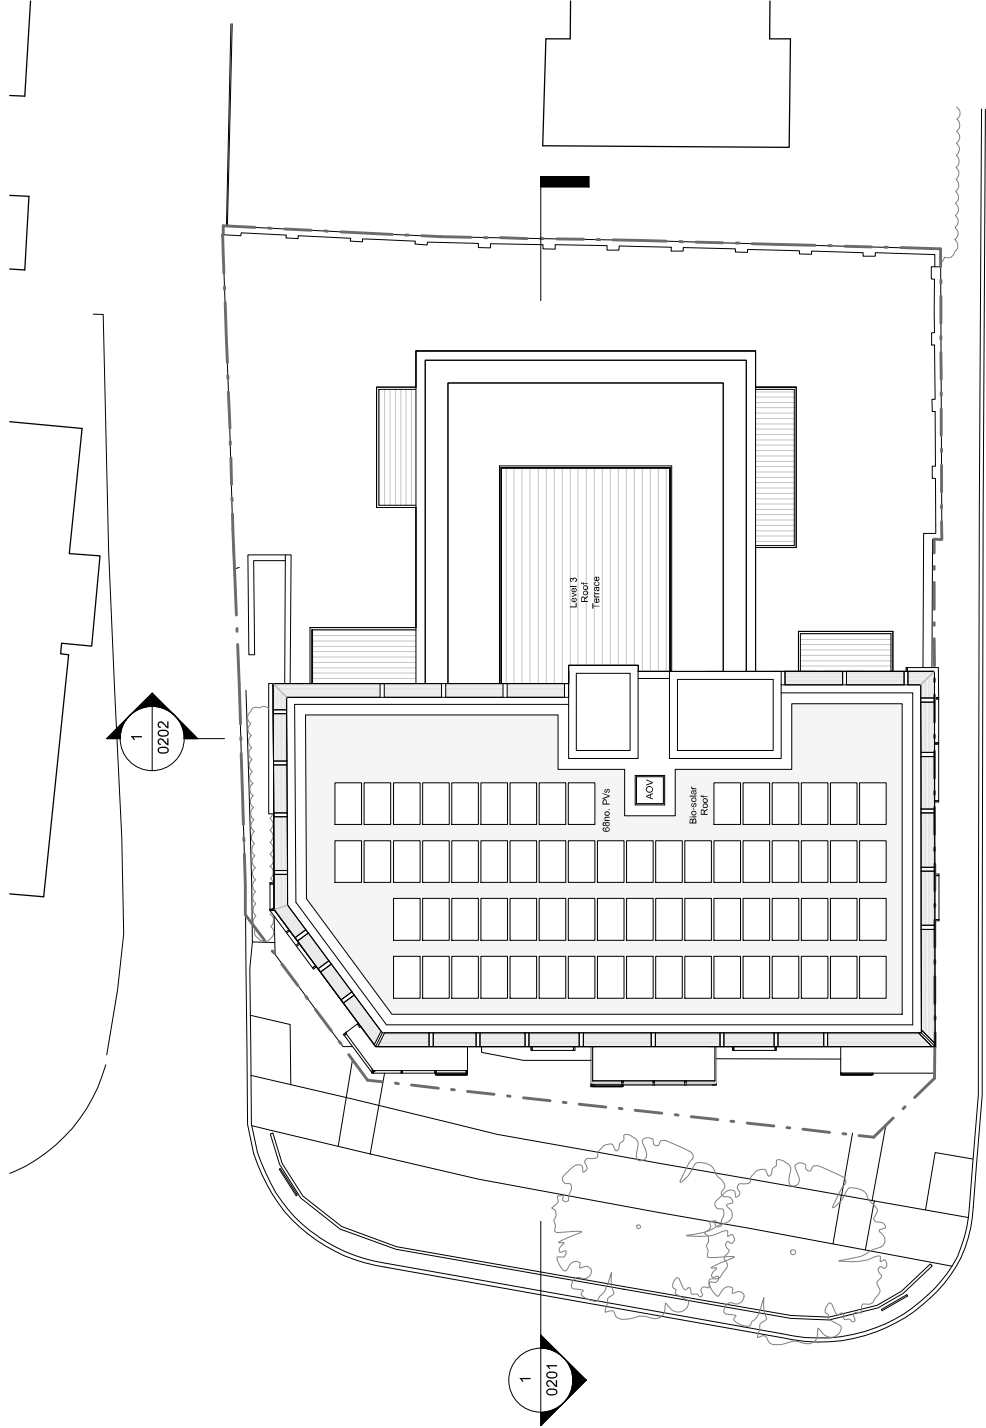 Level 3
Roof
Terrace
1
0202
68no. PVs
AOV
Bio-solar
Roof
1
0201